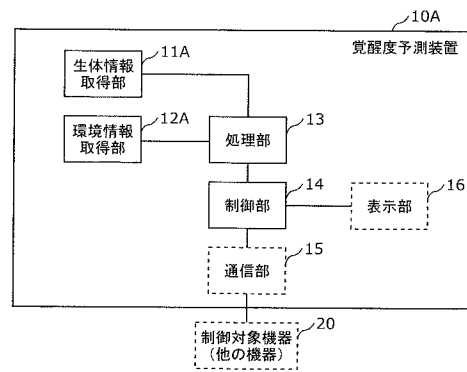 10A
覚醒度予測装置
11A
生体情報
取得部
12A
環境情報
取得部
13
処理部
14
制御部
16
表示部
15
通信部
20
制御対象機器
(他の機器)